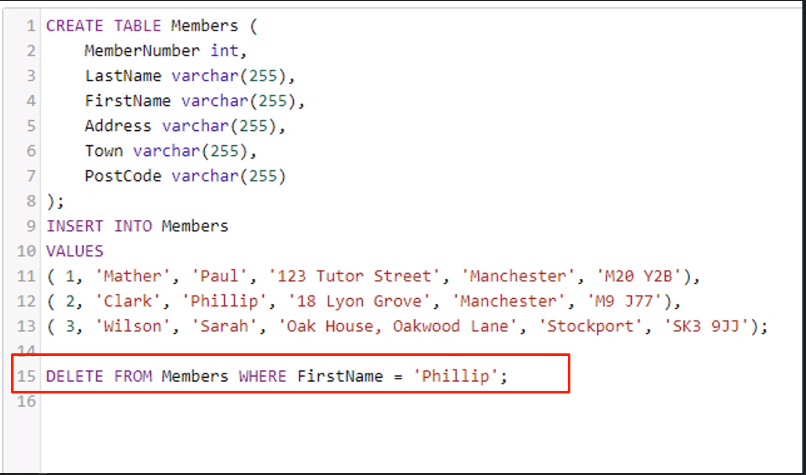 1 CREATE TABLE Members (
2 MemberNumber int,
3 LastName varchar(255),
4 FirstName varchar(255),
5 Address varchar(255),
6 Town varchar(255),
7 PostCode varchar(255)
8 );
9 INSERT INTO Members
10 VALUES
11 ( 1, 'Mather', 'Paul', '123 Tutor Street', 'Manchester', 'M20 Y2B'),
12 ( 2, 'Clark', 'Phillip', '18 Lyon Grove', 'Manchester', 'M9 J77'),
13 ( 3, 'Wilson', 'Sarah', 'Oak House, Oakwood Lane', 'Stockport', 'SK3 9JJ');
14
15 DELETE FROM Members WHERE FirstName = 'Phillip';
16